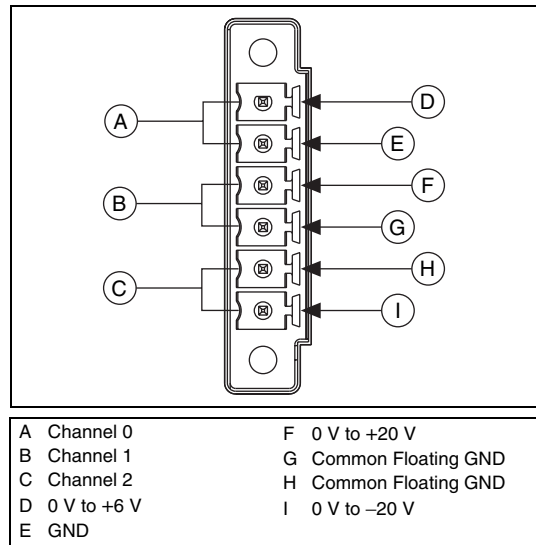 A
B
C
D
E
F
G
H
I
A Channel 0
B Channel 1
C Channel 2
D 0 V to +6 V
E GND
F 0 V to +20 V
G Common Floating GND
H Common Floating GND
I 0 V to –20 V